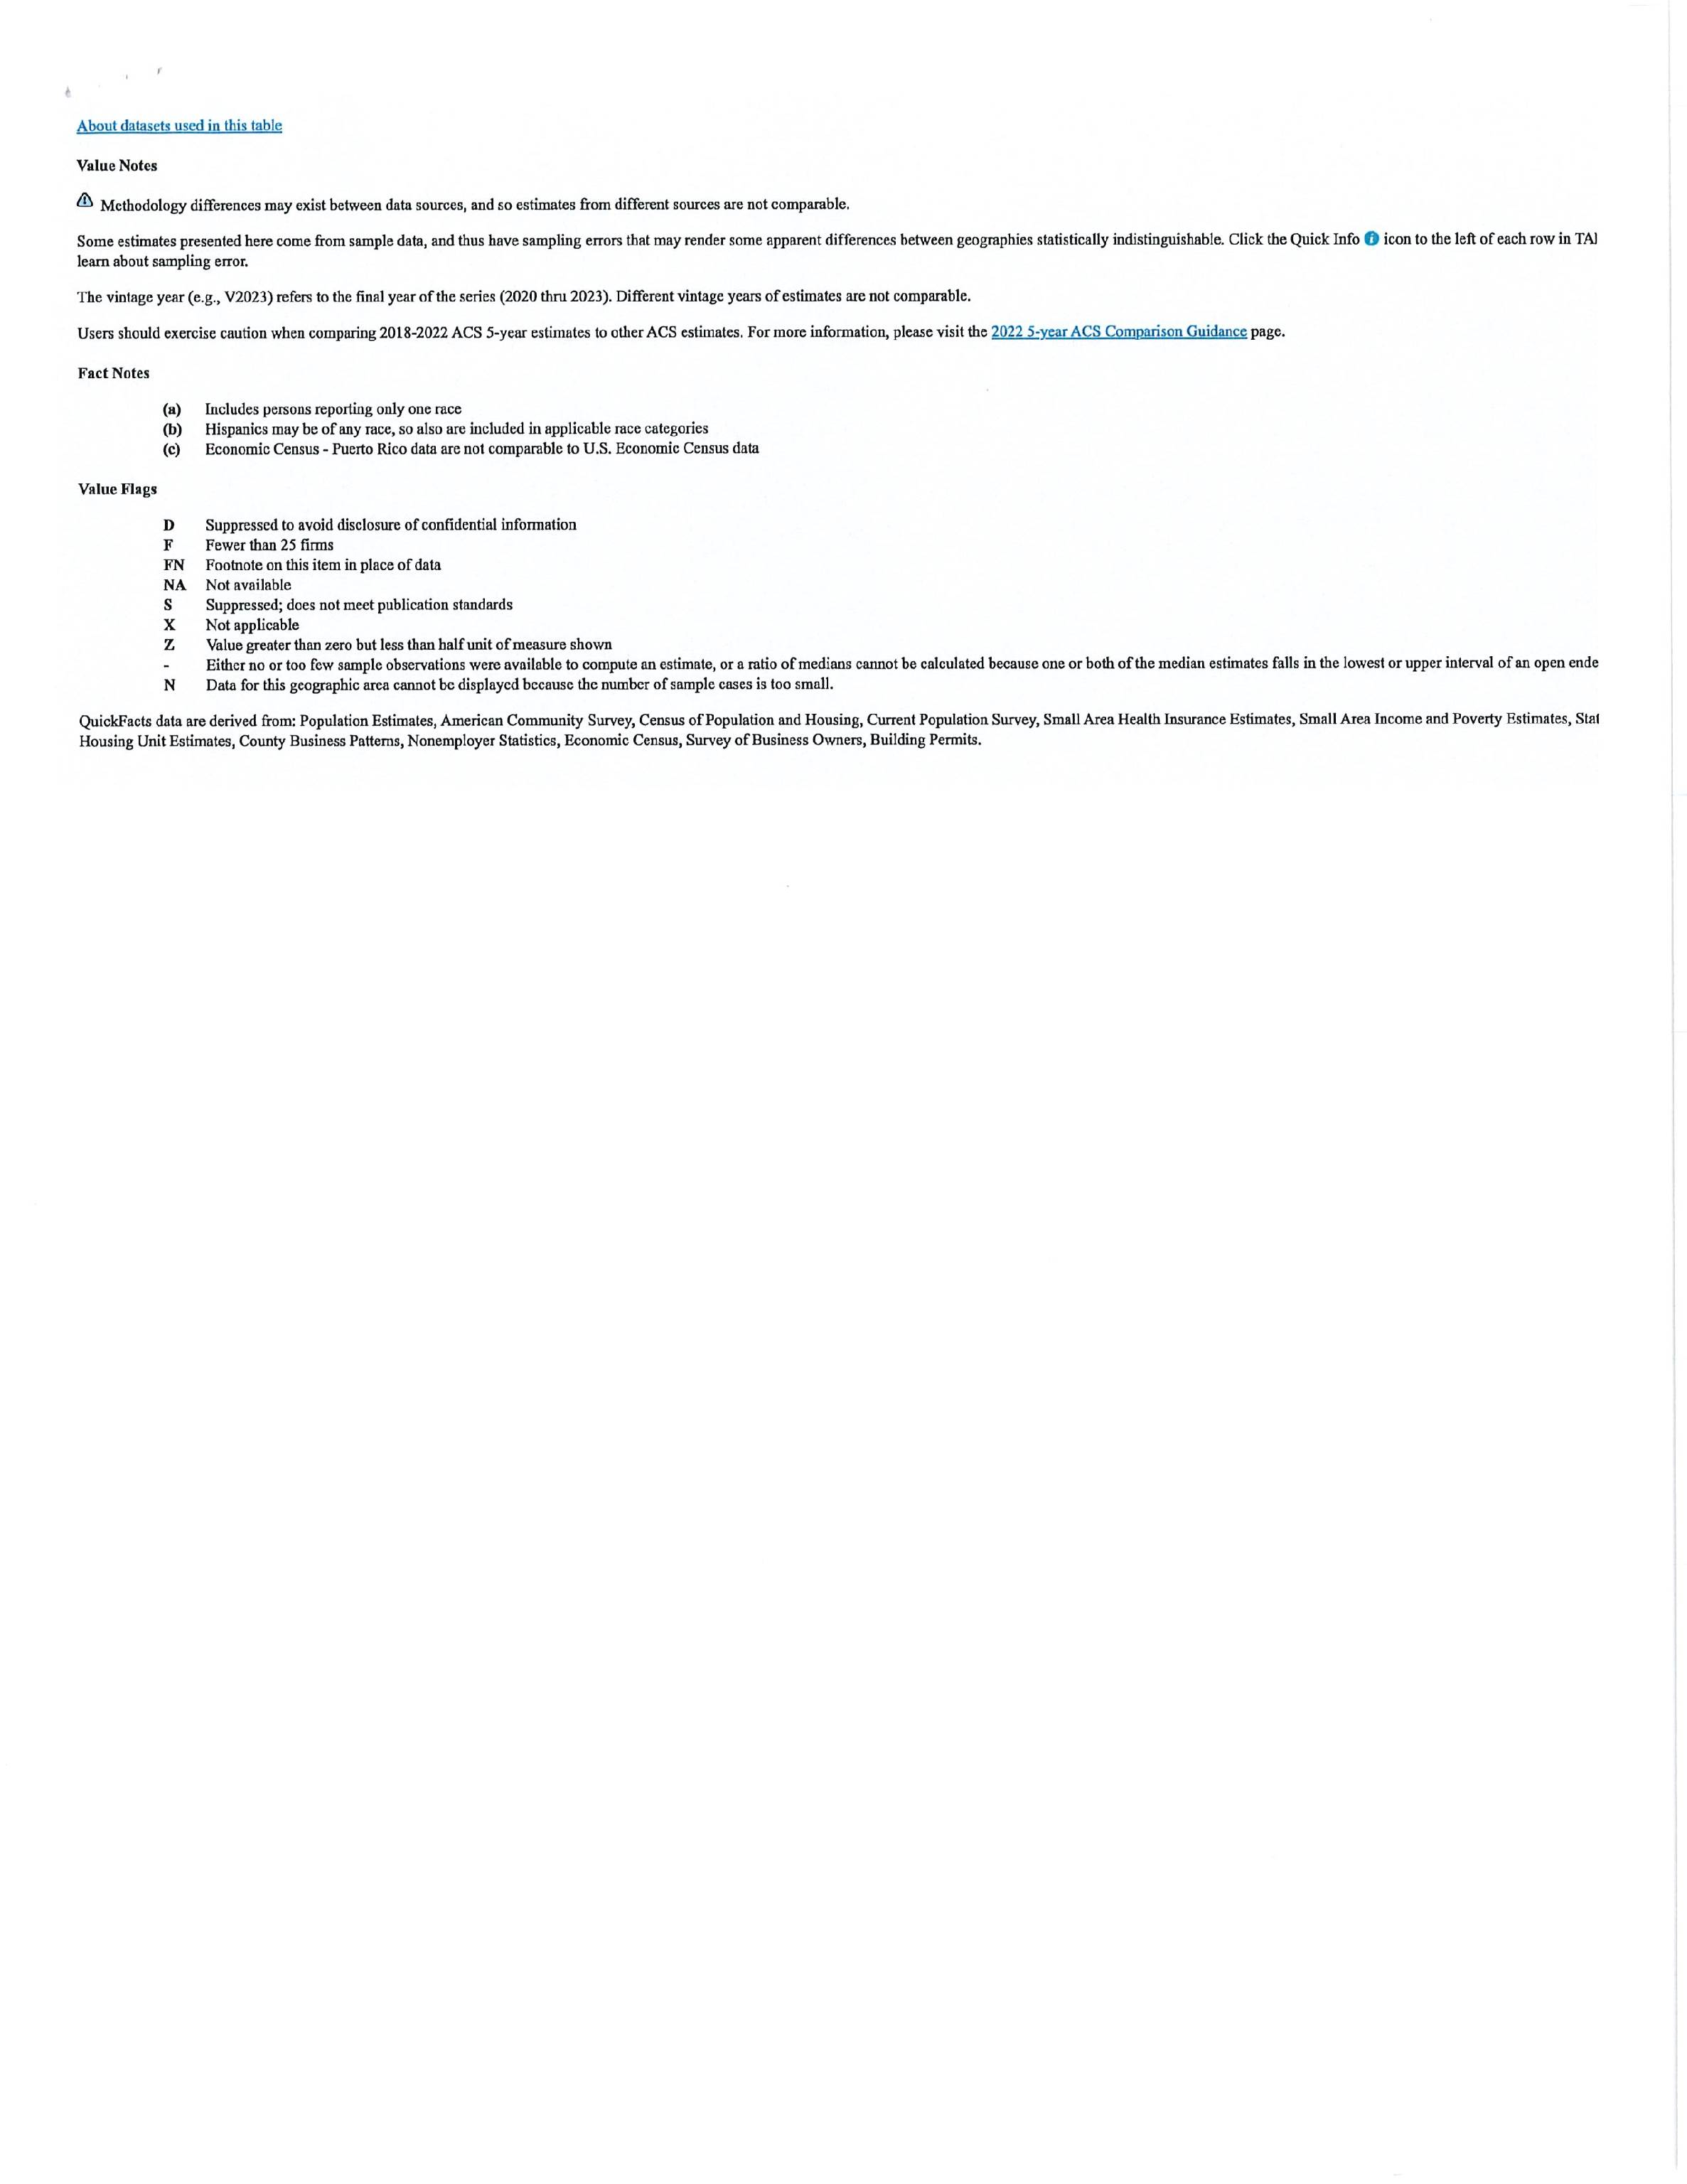 About datasets used in this table
Value Notes
Methodology differences may exist between data sources, and so estimates from different sources are not comparable.
Some estimates presented here come from sample data, and thus have sampling errors that may render some apparent differences between geographies statistically indistinguishable. Click the Quick Info i icon to the left of each row in
learn about sampling error.
The vintage year (e.g., V2023) refers to the final year of the series (2020 thru 2023). Different vintage years of estimates are not comparable.
Users should exercise caution when comparing 2018-2022 ACS 5-year estimates to other ACS estimates. For more information, please visit the 2022 5-year ACS Comparison Guidance page.
Fact Notes
(a) Includes persons reporting only one race
(b) Hispanics may be of any race, so also are included in applicable race categories
(c) Economic Census - Puerto Rico data are not comparable to U.S. Economic Census data
Value Flags
D Suppressed to avoid disclosure of confidential information
F Fewer than 25 firms
FN Footnote on this item in place of data
NA Not available
S Suppressed; does not meet publication standards
X Not applicable
Z Value greater than zero but less than half unit of measure shown
- Either no or too few sample observations were available to compute an estimate, or a ratio of medians cannot be calculated because one or both of the median estimates falls in the lowest or upper interval of an open ende
N Data for this geographic area cannot be displayed because the number of sample cases is too small.
QuickFacts data are derived from: Population Estimates, American Community Survey, Census of Population and Housing, Current Population Survey, Small Area Health Insurance Estimates, Small Area Income and Poverty Estimates,
Housing Unit Estimates, County Business Patterns, Nonemployer Statistics, Economic Census, Survey of Business Owners, Building Permits.